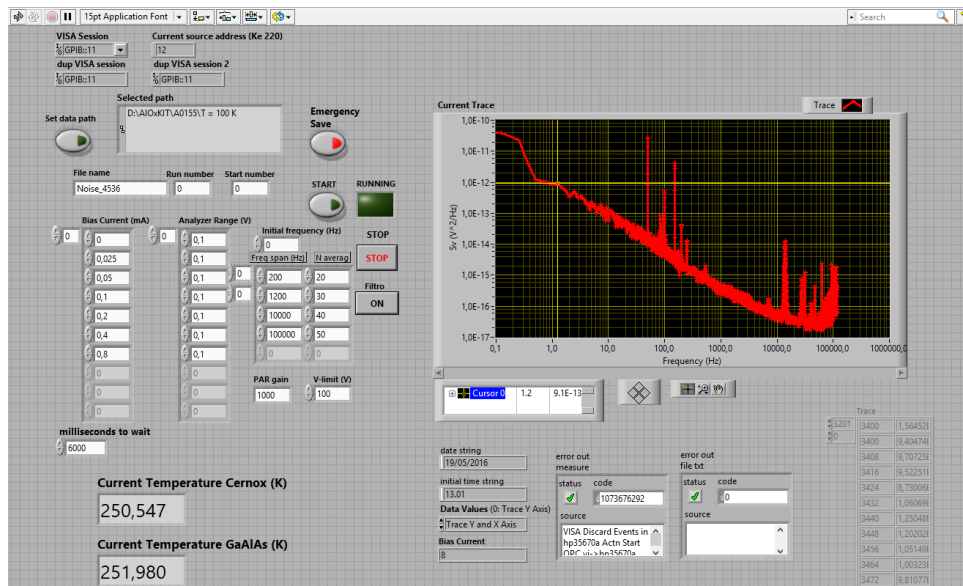 15pt Application Font
Search
VISA Session
Current source address (Ke 220)
GPIB::11
12
dup VISA session
dup VISA session 2
GPIB::11
GPIB::11
Selected path
D:\AlOxKIT\A0155\T = 100 K
Set data path
Emergency
Save
File name
Run number
Start number
Noise_4536
0
0
START
RUNNING
Bias Current (mA)
Analyzer Range (V)
Initial frequency (Hz)
STOP
0
0
0
0,1
0
Freq span (Hz)
N averag
STOP
0,025
0,1
0
200
20
0,05
0,1
0
1200
30
Filtro
0,1
0,1
10000
40
ON
0,2
0,1
100000
50
0,4
0,1
0
0
0,8
0,1
0
0
0
0
0
0
PAR gain
V-limit (V)
1000
100
milliseconds to wait
6000
Current Temperature Cernox (K)
250,547
Current Temperature GaAlAs (K)
251,980
Current Trace
Trace
1,0E-10
1,0E-11
1,0E-12
1,0E-13
1,0E-14
1,0E-15
1,0E-16
1,0E-17
Sv (V^2/Hz)
0,1
1,0
10,0
100,0
1000,0
10000,0
100000,0
1000000,0
Frequency (Hz)
Cursor 0
1.2
9.1E-13
date string
19/05/2016
initial time string
13.01
Data Values (0: Trace Y Axis)
Trace Y and X Axis
Bias Current
8
error out
measure
status
code
1073676292
source
VISA Discard Events in
hp35670a Actn Start
OPC.vi->hp35670a
error out
file txt
status
code
0
source
Trace
3201
0
3400
3400
3408
3416
3424
3432
3440
3448
3456
3464
3472